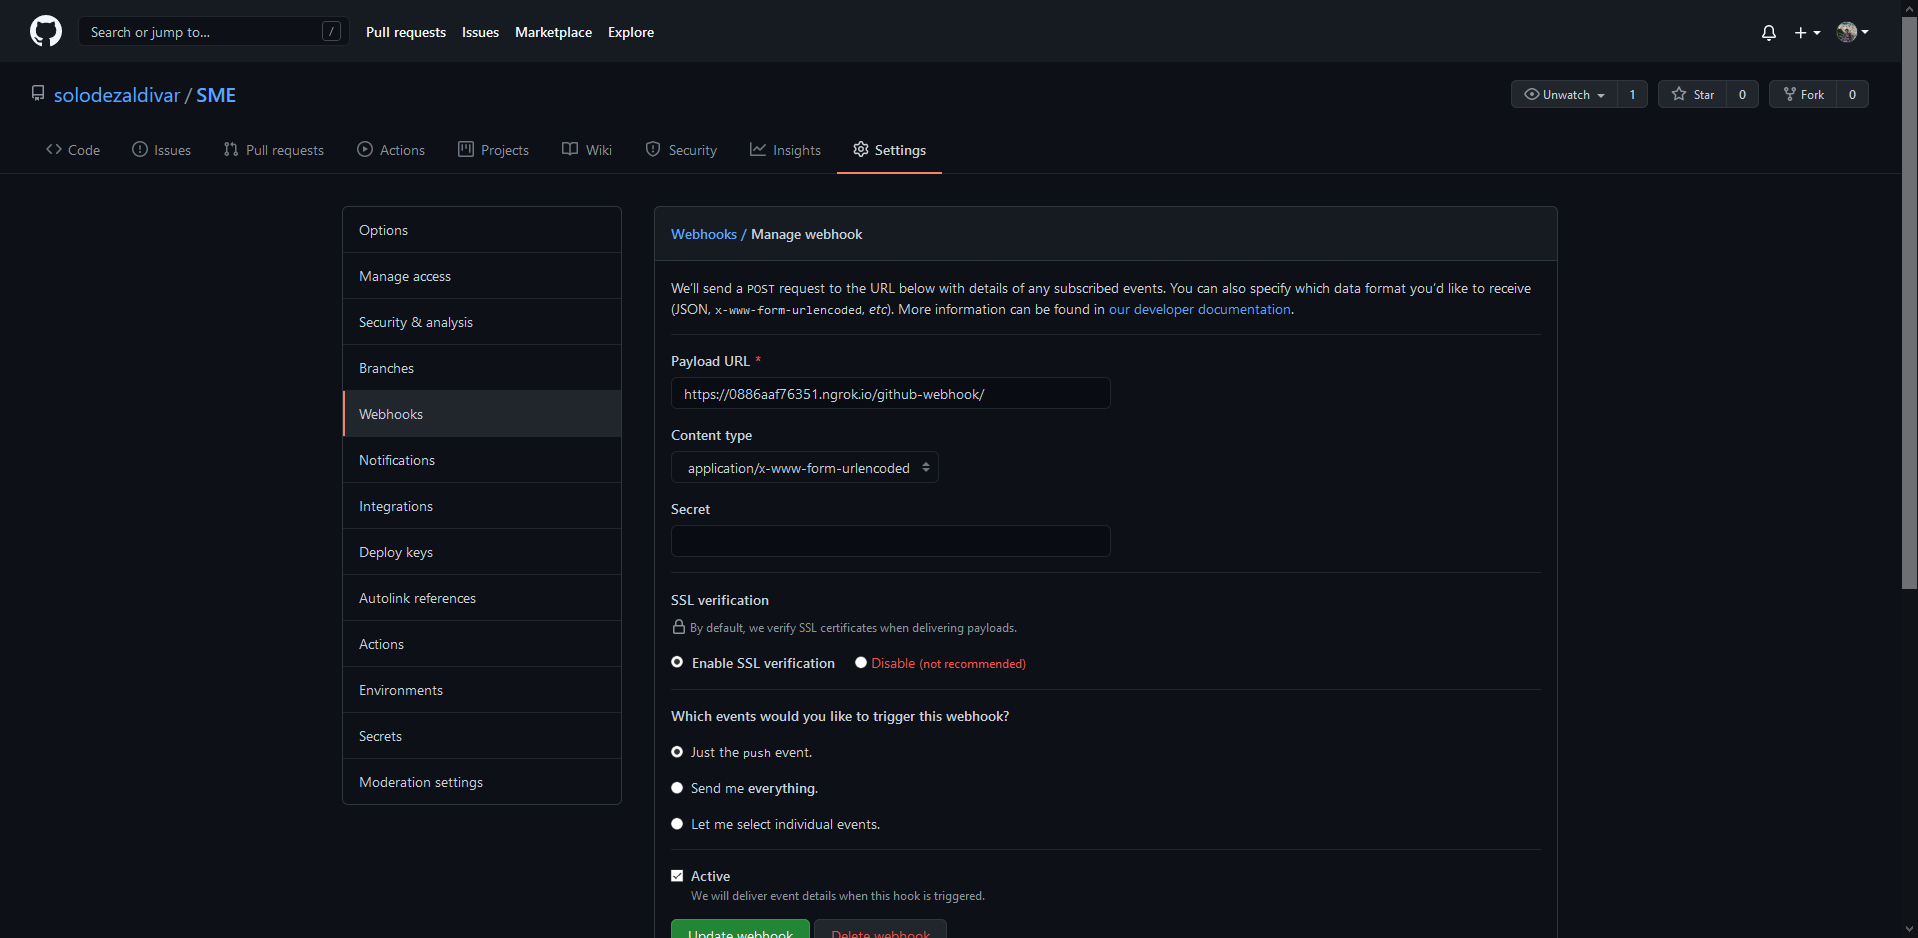 Search or jump to... /
Pull requests Issues Marketplace Explore
solodezaldivar / SME
Unwatch 1 Star 0 Fork 0
Code Issues Pull requests Actions Projects Wiki Security Insights Settings
Options
Manage access
Security & analysis
Branches
Webhooks
Notifications
Integrations
Deploy keys
Autolink references
Actions
Environments
Secrets
Moderation settings
Webhooks / Manage webhook
We'll send a POST request to the URL below with details of any subscribed events. You can also specify which data format you'd like to receive
(JSON, x-www-form-urlencoded, etc). More information can be found in our developer documentation.
Payload URL *
https://0886aaf76351.ngrok.io/github-webhook/
Content type
application/x-www-form-urlencoded
Secret
SSL verification
By default, we verify SSL certificates when delivering payloads.
Enable SSL verification Disable (not recommended)
Which events would you like to trigger this webhook?
Just the push event.
Send me everything.
Let me select individual events.
Active
We will deliver event details when this hook is triggered.
Update webhook Delete webhook